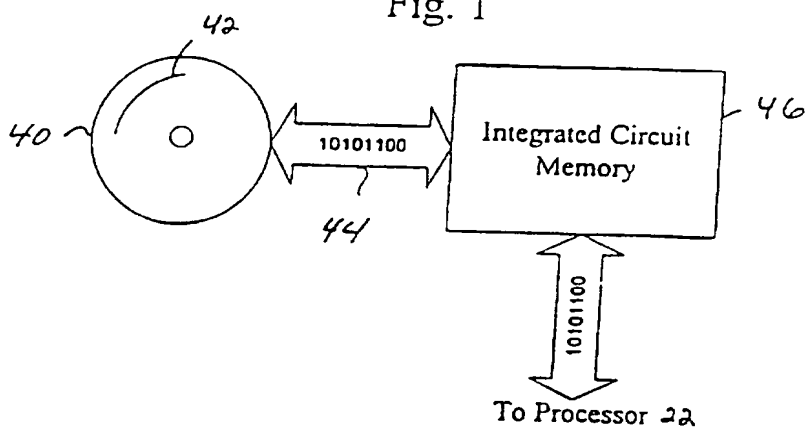 Fig. 1
42
40
10101100
44
Integrated Circuit
Memory
46
10101100
To Processor 22